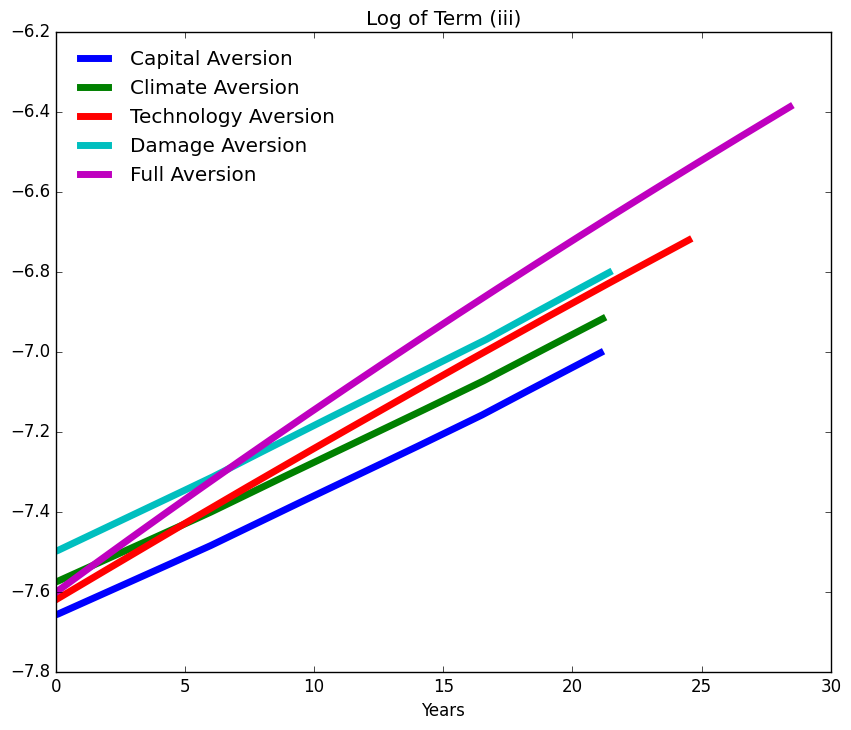 Log of Term (iii)
−6.2
−6.4
−6.6
−6.8
−7.0
−7.2
−7.4
−7.6
−7.8
Capital Aversion
Climate Aversion
Technology Aversion
Damage Aversion
Full Aversion
0 5 10 15 20 25 30
Years